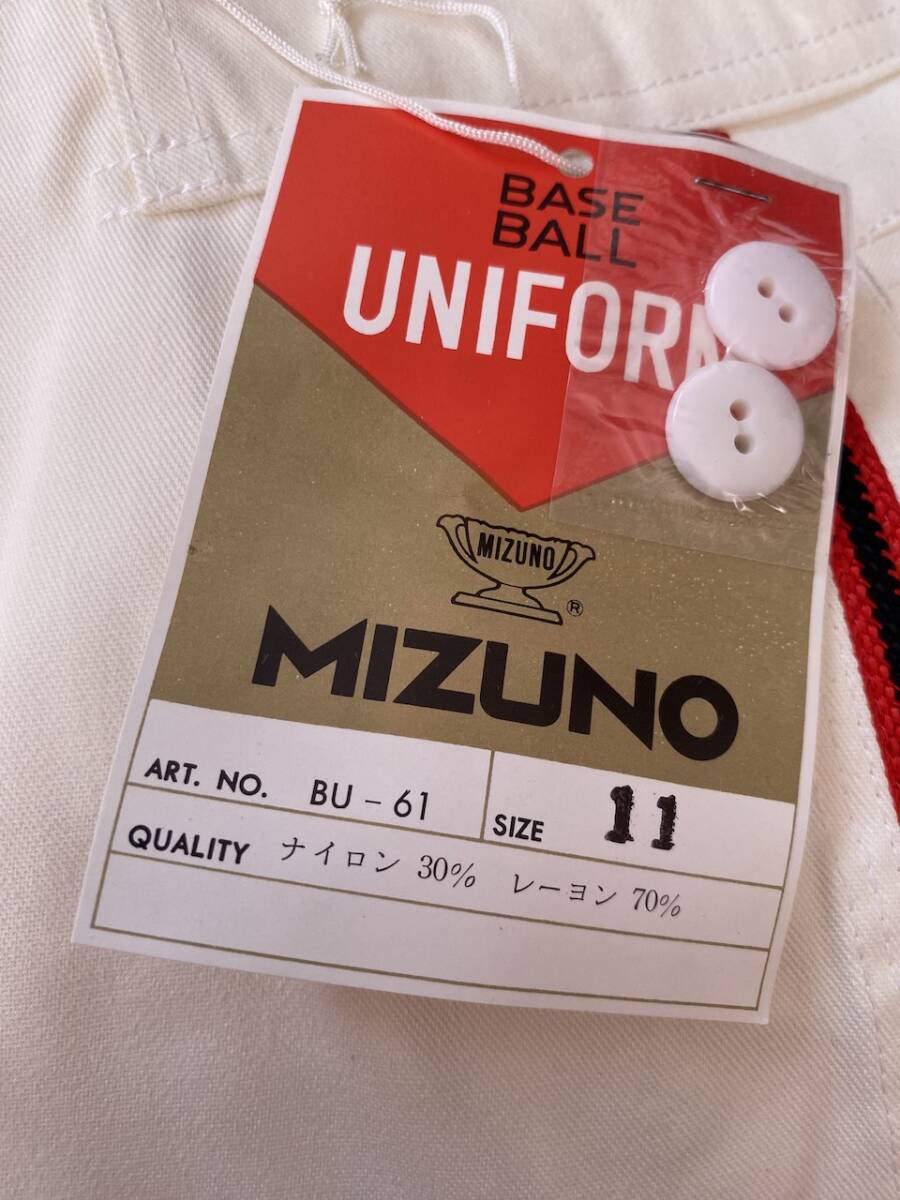 BASE
BALL
UNIFORM
MIZUNO
®
MIZUNO
ART. NO. BU-61 SIZE 11
QUALITY ナイロン 30% レーヨン 70%